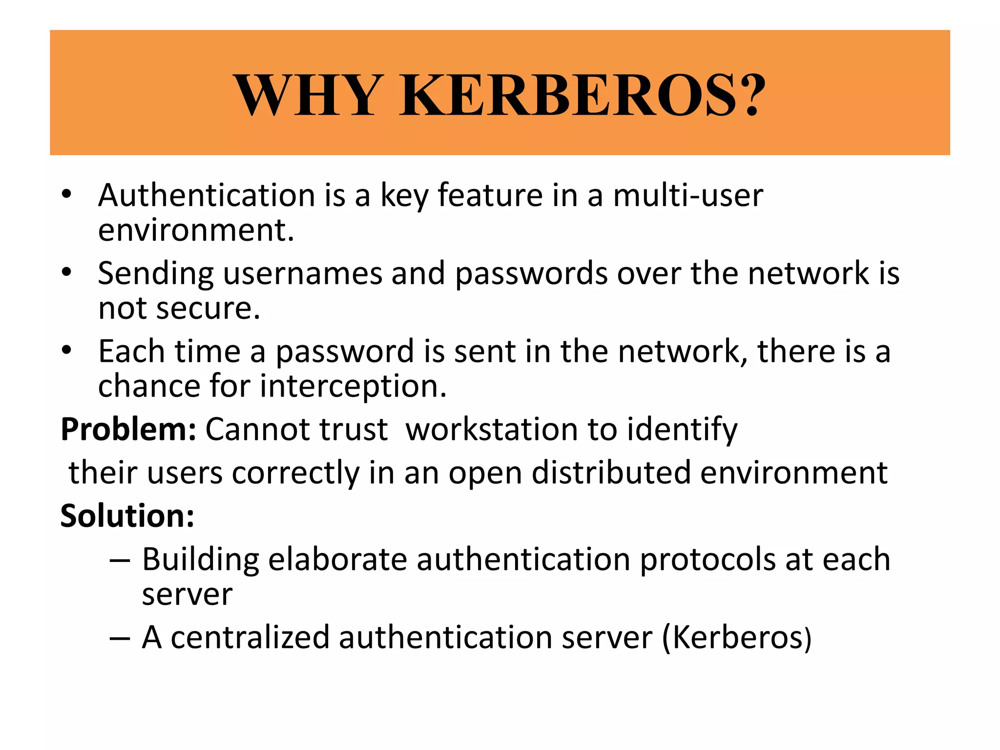 WHY KERBEROS?
• Authentication is a key feature in a multi-user
environment.
• Sending usernames and passwords over the network is
not secure.
• Each time a password is sent in the network, there is a
chance for interception.
Problem: Cannot trust  workstation to identify
their users correctly in an open distributed environment
Solution:
– Building elaborate authentication protocols at each
server
– A centralized authentication server (Kerberos)